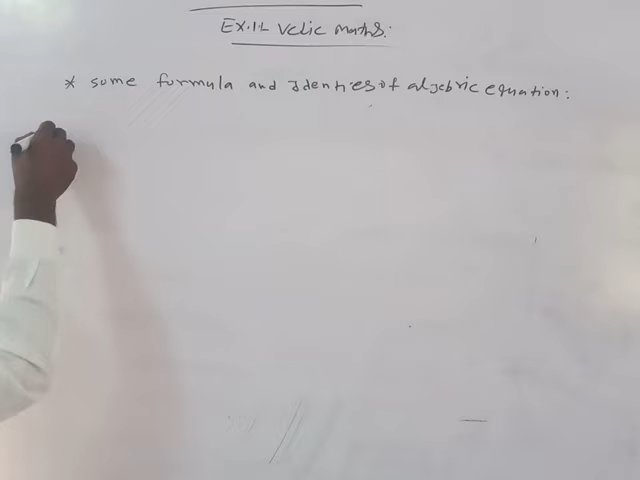 Ex.1.1 Vedic maths:
* some formula and Identies of algebric equation: